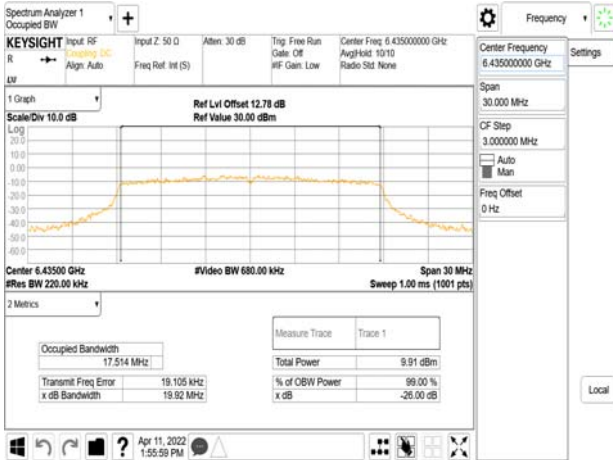 Spectrum Analyzer 1
Occupied BW
+
Frequency
KEYSIGHT
R
Input: RF
Coupling: DC
Align: Auto
Input Z: 50 Ω
Freq Ref: Int (S)
Atten: 30 dB
Trig: Free Run
Gate: Off
#IF Gain: Low
Center Freq: 6.435000000 GHz
Avg|Hold: 10/10
Radio Std: None
Center Frequency
6.435000000 GHz
Settings
Span
30.000 MHz
CF Step
3.000000 MHz
Auto
Man
Freq Offset
0 Hz
Local
1 Graph
Scale/Div 10.0 dB
Ref Lvl Offset 12.78 dB
Ref Value 30.00 dBm
Log
20.0
10.0
0.00
-10.0
-20.0
-30.0
-40.0
-50.0
-60.0
Center 6.43500 GHz
#Res BW 220.00 kHz
#Video BW 680.00 kHz
Span 30 MHz
Sweep 1.00 ms (1001 pts)
2 Metrics
Measure Trace Trace 1
Occupied Bandwidth
17.514 MHz
Total Power 9.91 dBm
Transmit Freq Error 19.105 kHz
% of OBW Power 99.00 %
x dB Bandwidth 19.92 MHz
x dB -26.00 dB
Apr 11, 2022
1:55:59 PM